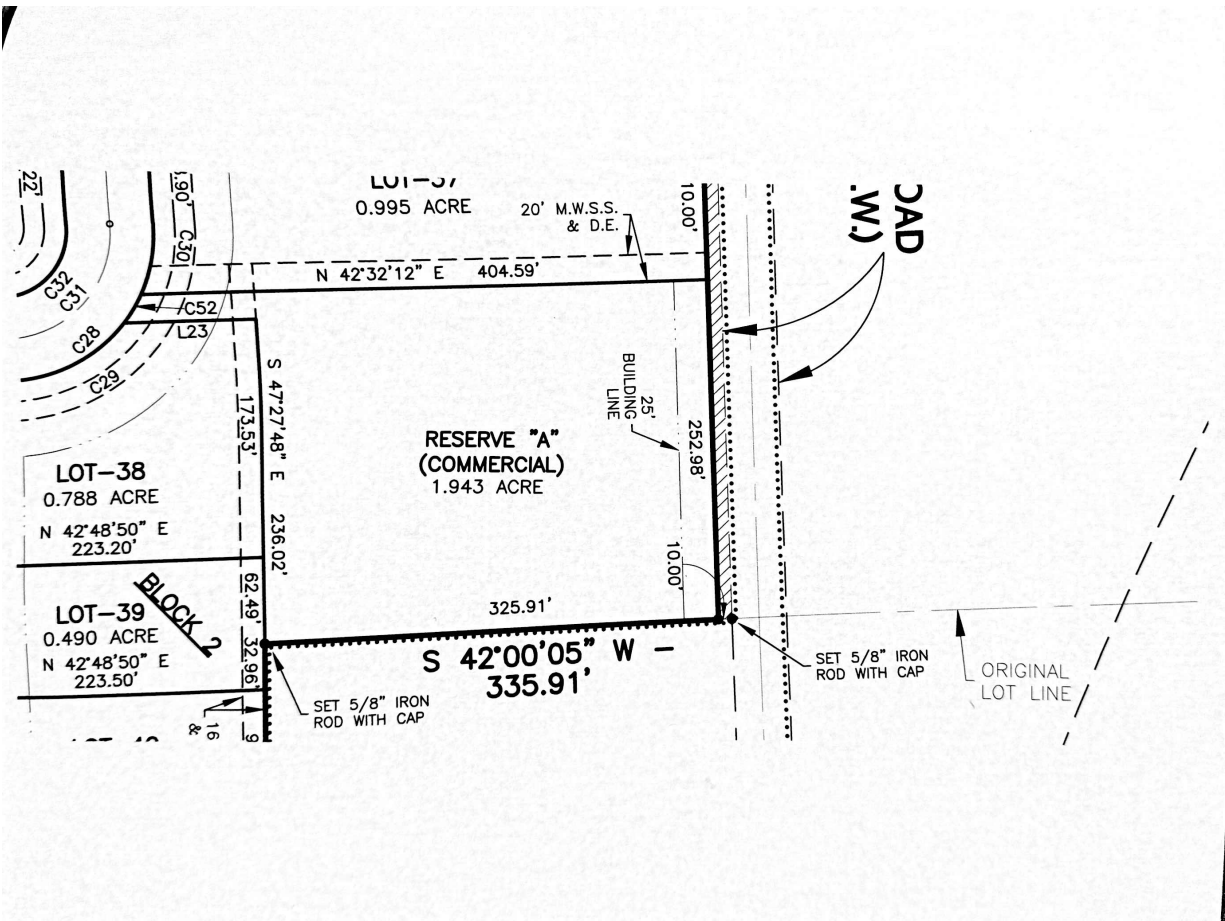 22'
C32
C31
C28
C29
C30
C52
L23
LOT-37
0.995 ACRE
20' M.W.S.S.
& D.E.
10.00'
N 42°32'12" E 404.59'
S 47°27'48" E 236.02'
173.53'
RESERVE "A"
(COMMERCIAL)
1.943 ACRE
25'
BUILDING
LINE
252.98'
10.00'
LOT-38
0.788 ACRE
N 42°48'50" E
223.20'
BLOCK 2
LOT-39
0.490 ACRE
N 42°48'50" E
223.50'
62.49'
32.96'
325.91'
S 42°00'05" W -
335.91'
SET 5/8" IRON
ROD WITH CAP
SET 5/8" IRON
ROD WITH CAP
ORIGINAL
LOT LINE
16
&